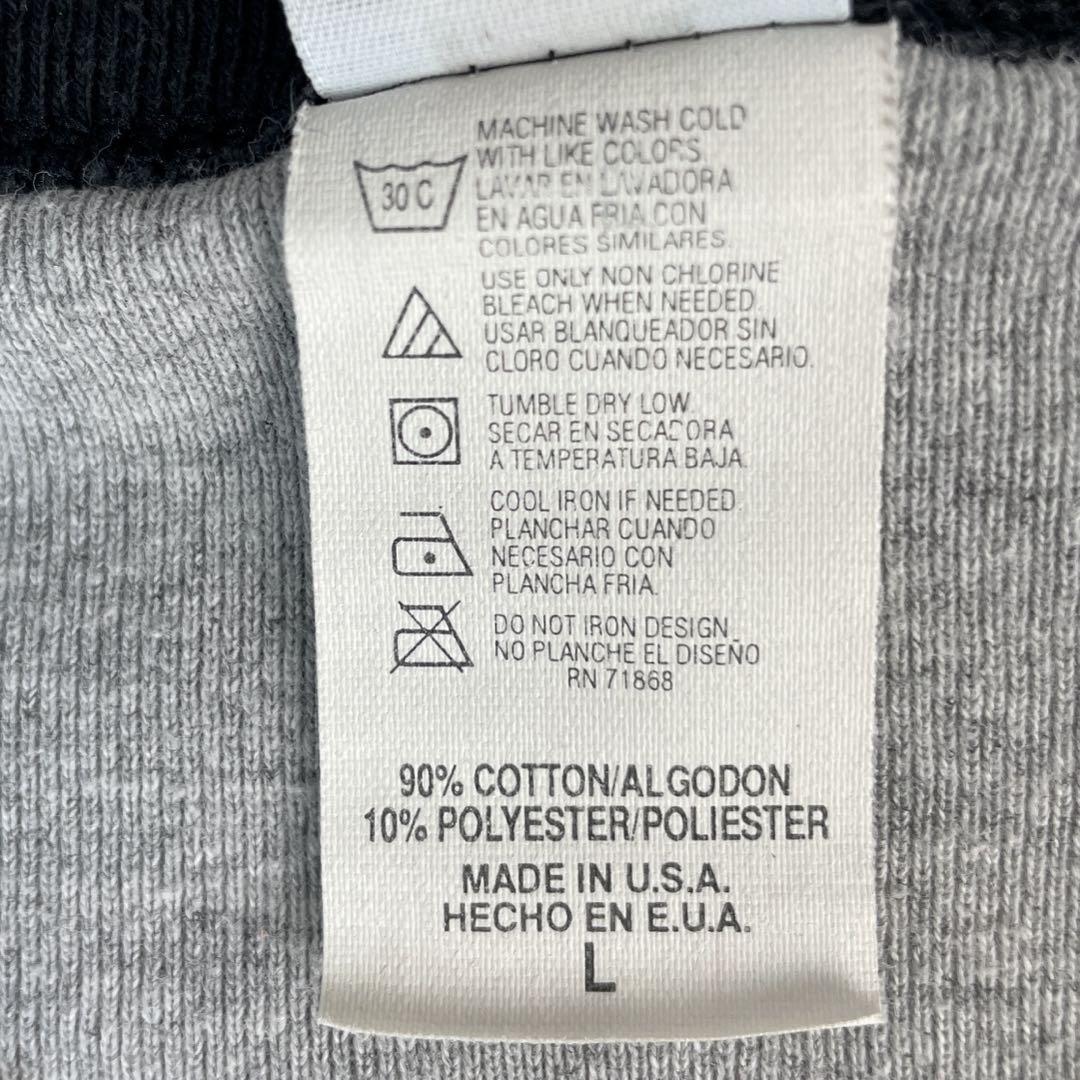 MACHINE WASH COLD
WITH LIKE COLORS
30 C
LAVAR EN LAVADORA
EN AGUA FRIA CON
COLORES SIMILARES.
USE ONLY NON CHLORINE
BLEACH WHEN NEEDED.
USAR BLANQUEADOR SIN
CLORO CUANDO NECESARIO.
TUMBLE DRY LOW.
SECAR EN SECADORA
A TEMPERATURA BAJA.
COOL IRON IF NEEDED.
PLANCHAR CUANDO
NECESARIO CON
PLANCHA FRIA.
DO NOT IRON DESIGN.
NO PLANCHE EL DISEÑO
RN 71868
90% COTTON/ALGODON
10% POLYESTER/POLIESTER
MADE IN U.S.A.
HECHO EN E.U.A.
L